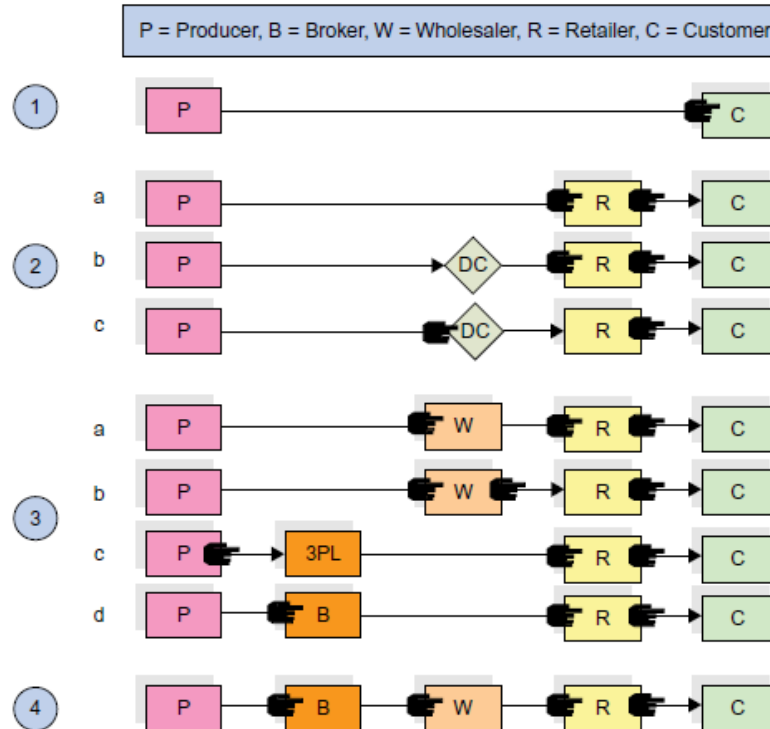 P = Producer, B = Broker, W = Wholesaler, R = Retailer, C = Customer
1 P C
a P R C
2 b P DC R C
c P DC R C
a P W R C
b P W R C
3
c P 3PL R C
d P B R C
4 P B W R C